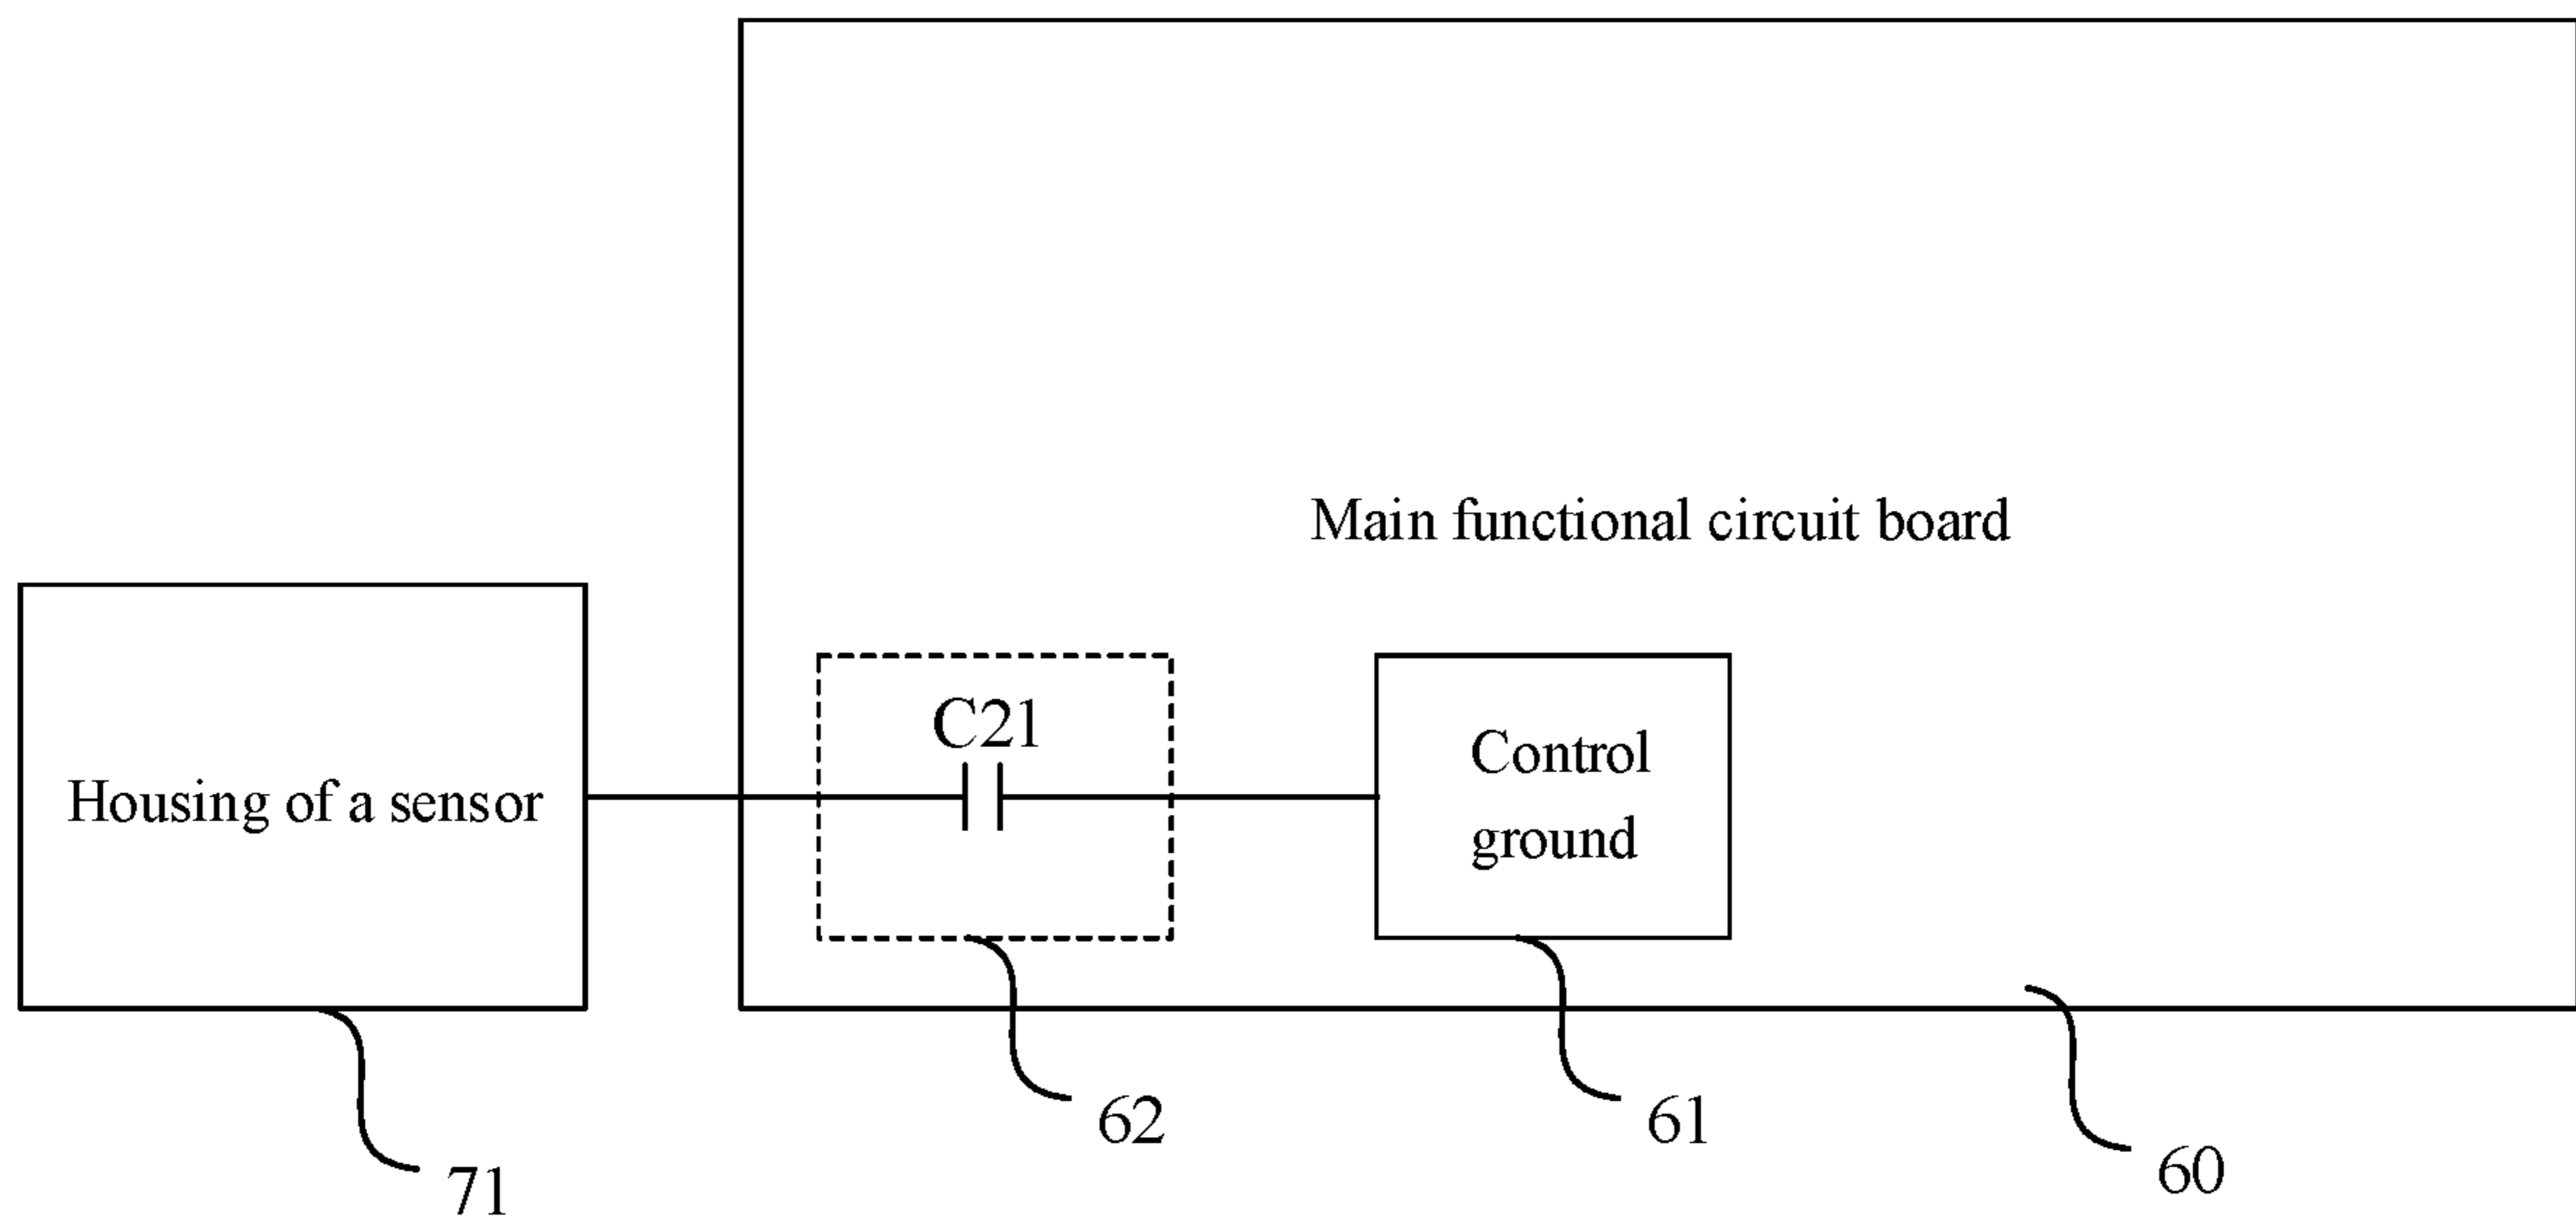 Main functional circuit board
Housing of a sensor
C21
Control
ground
62
61
60
71